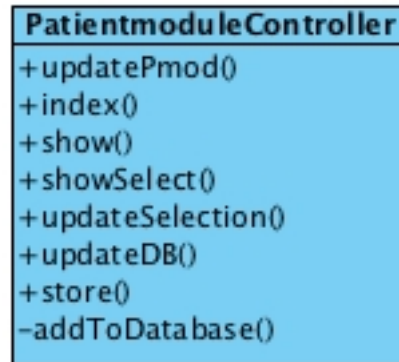 PatientmoduleController
+updatePmod()
+index()
+show()
+showSelect()
+updateSelection()
+updateDB()
+store()
-addToDatabase()